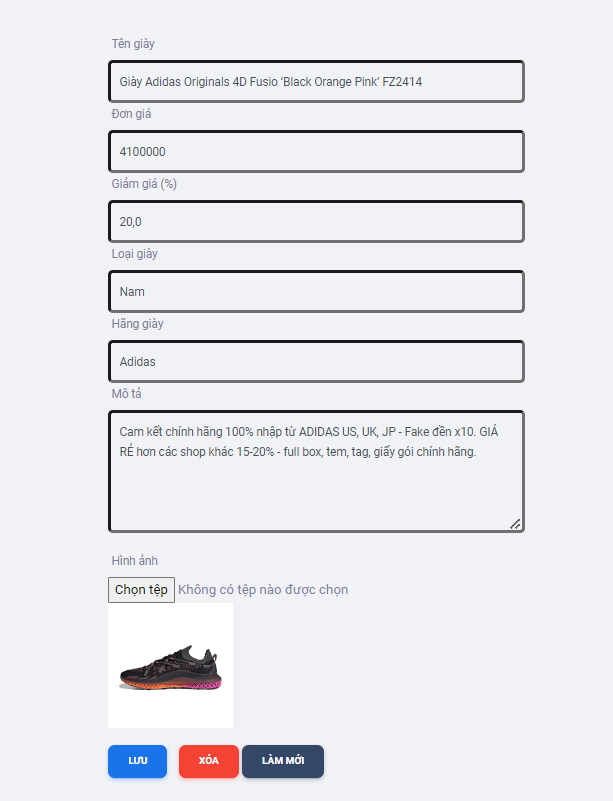 Tên giày
Giày Adidas Originals 4D Fusio ‘Black Orange Pink’ FZ2414
Đơn giá
4100000
Giảm giá (%)
20,0
Loại giày
Nam
Hãng giày
Adidas
Mô tả
Cam kết chính hãng 100% nhập từ ADIDAS US, UK, JP - Fake đền x10. GIÁ
RẺ hơn các shop khác 15-20% - full box, tem, tag, giấy gói chính hãng.
Hình ảnh
Chọn tệp Không có tệp nào được chọn
LƯU XÓA LÀM MỚI